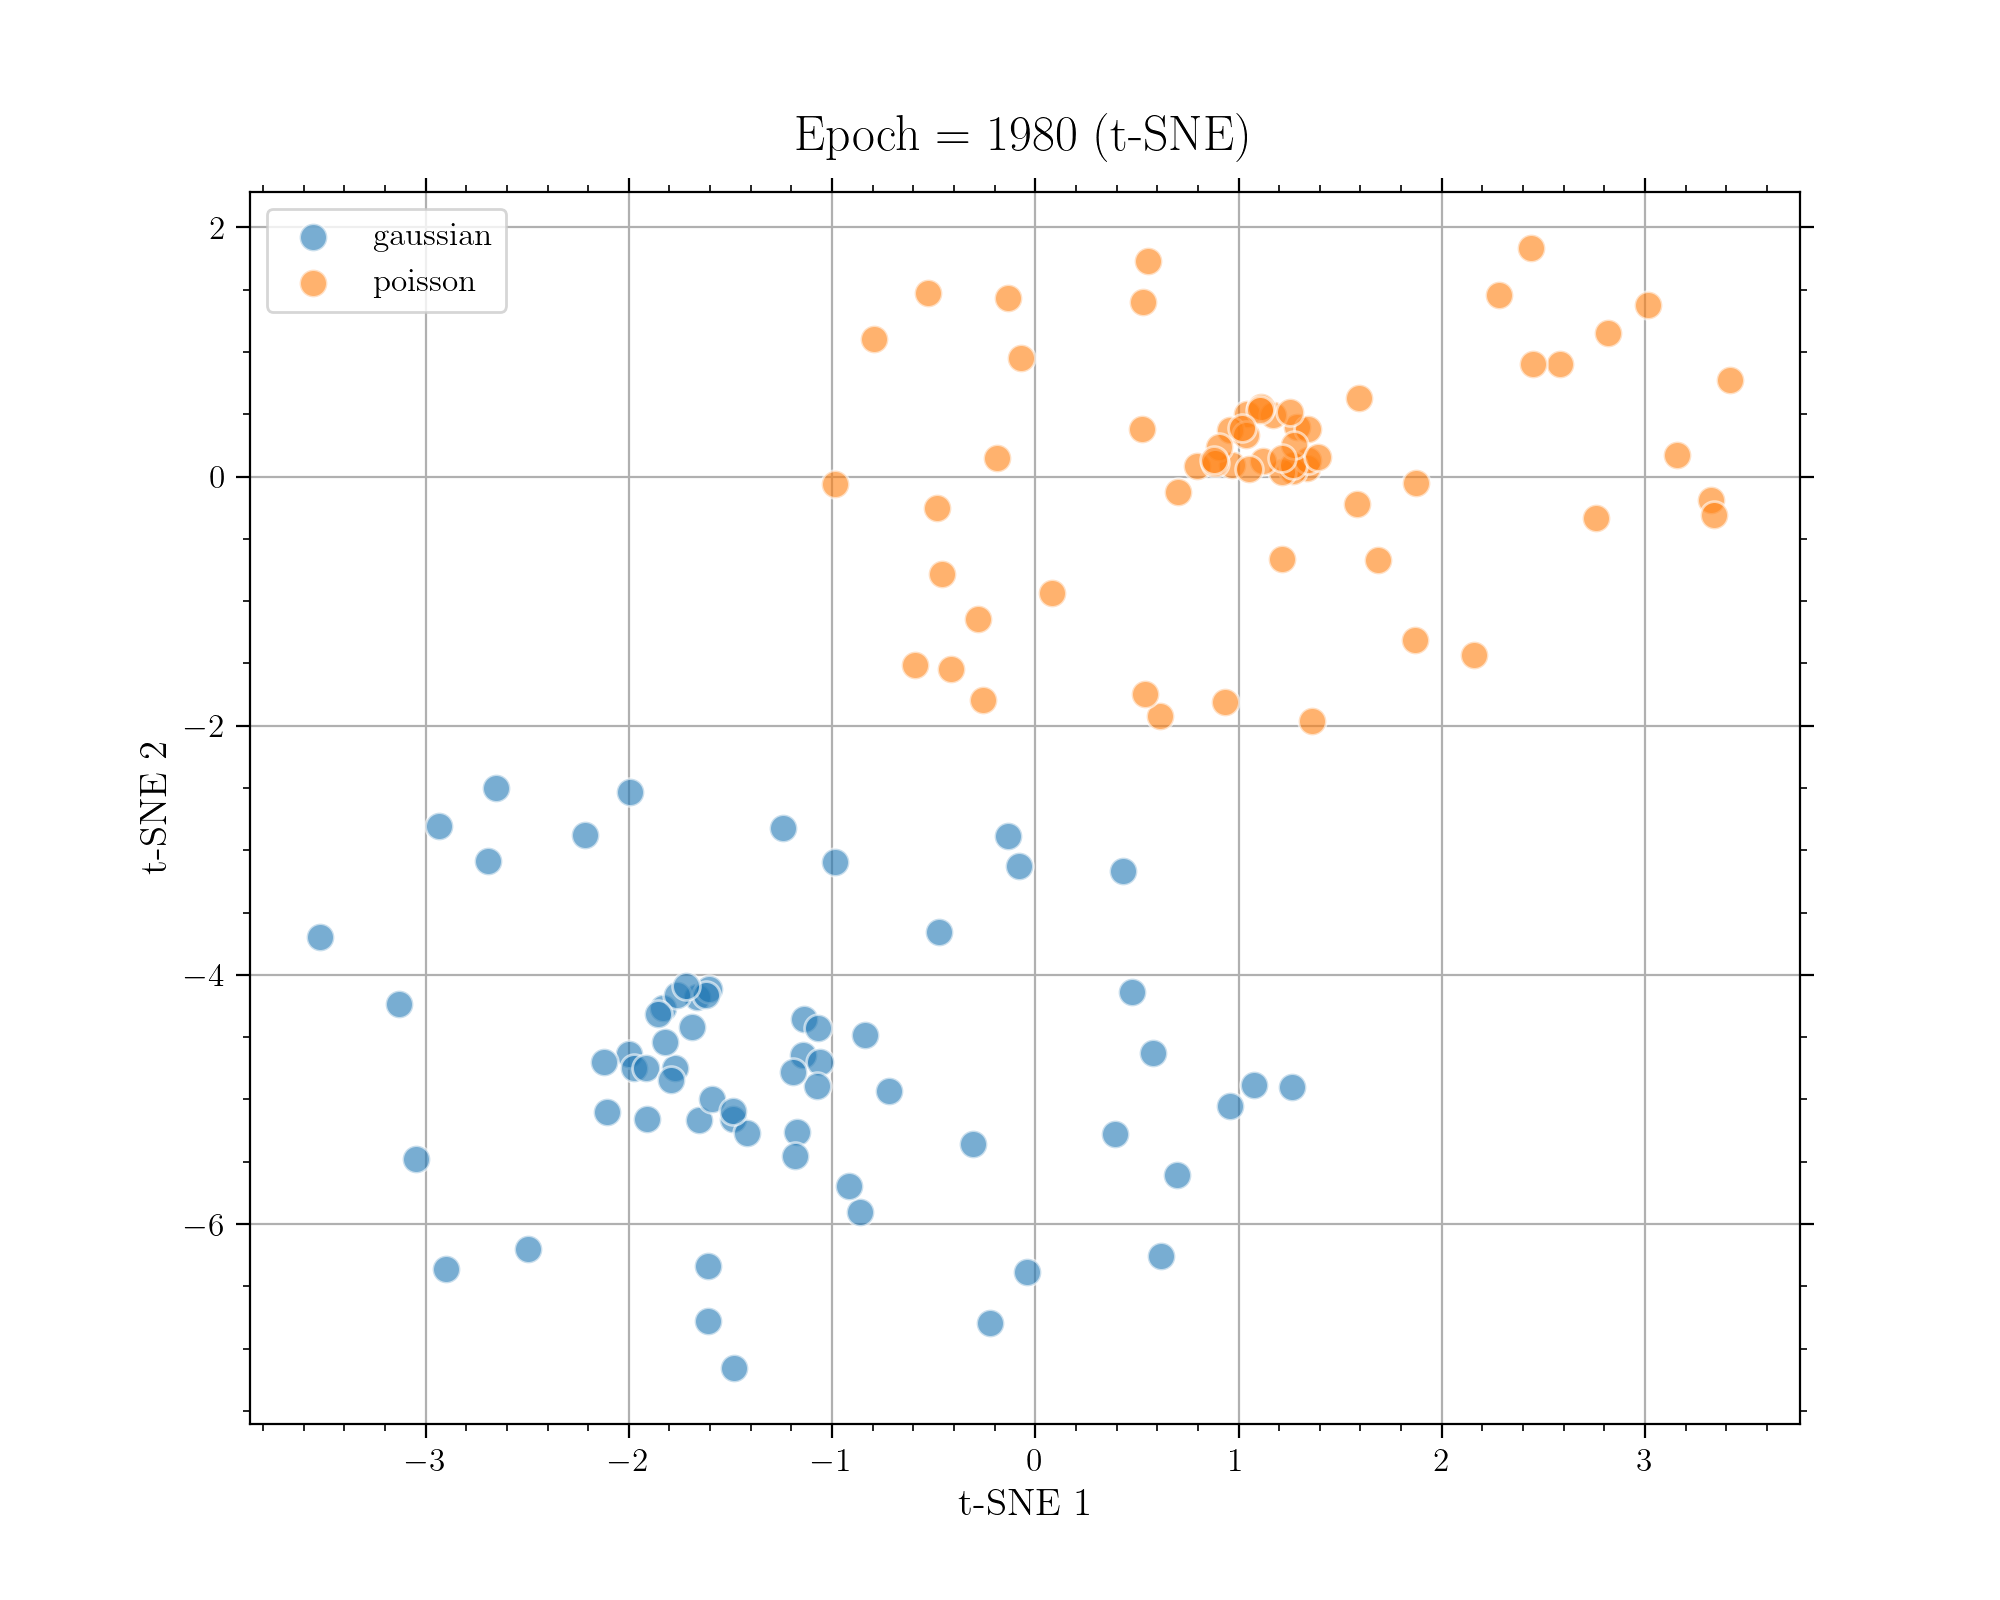 Epoch = 1980 (t-SNE)
gaussian
poisson
2
0
−2
−4
−6
t-SNE 2
−3 −2 −1 0 1 2 3
t-SNE 1